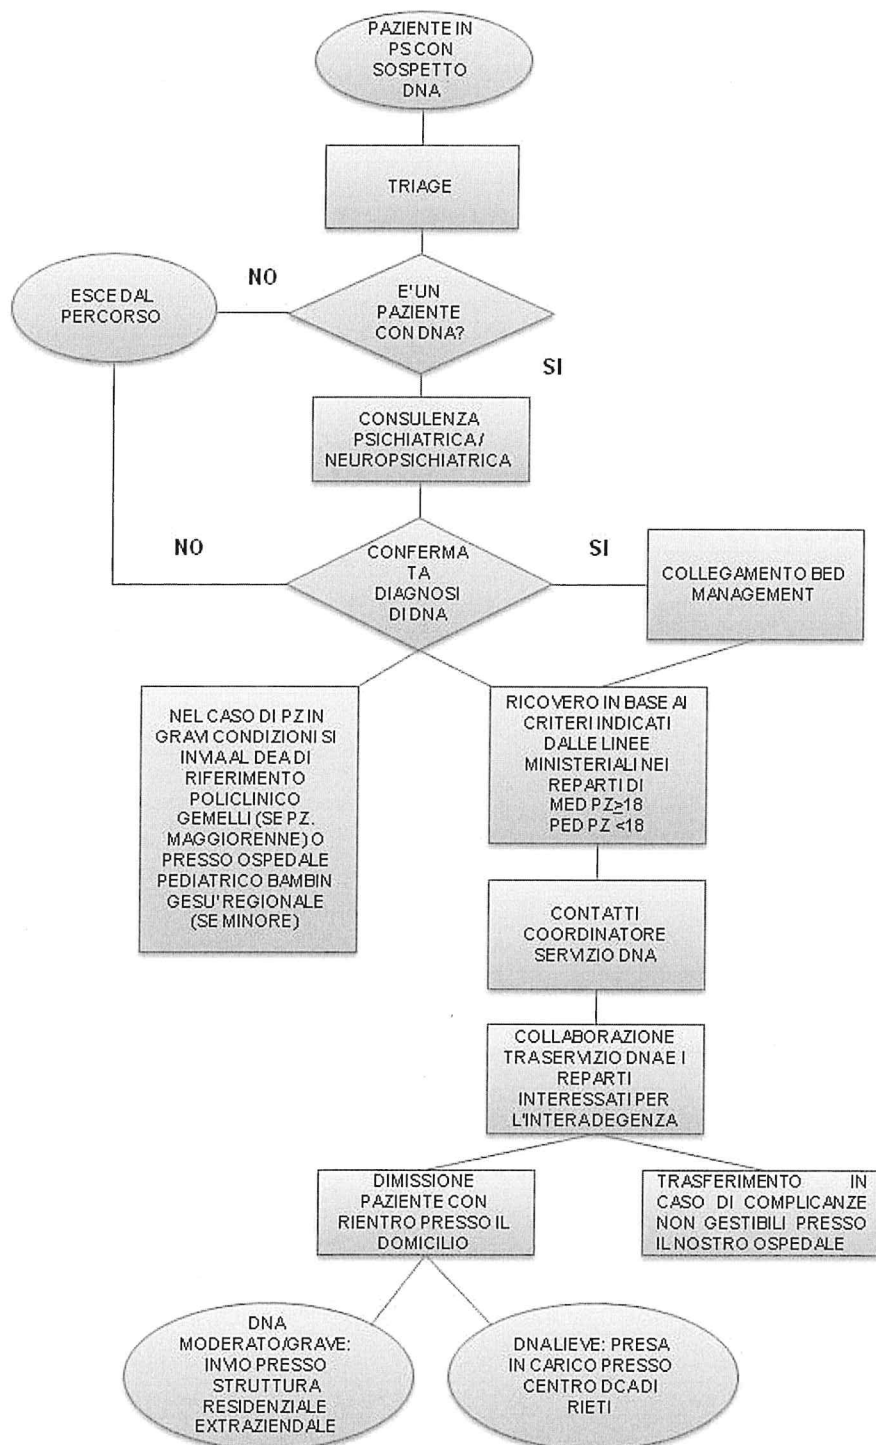 PAZIENTE IN
PS CON
SOSPETTO
DNA
TRIAGE
NO
ESCE DAL
PERCORSO
E' UN
PAZIENTE
CON DNA?
SI
CONSULENZA
PSICHIATRICA /
NEUROPSICHIATRICA
NO
CONFERMA
TA
DIAGNOSI
DI DNA
SI
COLLEGAMENTO BED
MANAGEMENT
NEL CASO DI PZ IN
GRAVI CONDIZIONI SI
INVIA AL DEA DI
RIFERIMENTO
POLICLINICO
GEMELLI (SE PZ.
MAGGIORENNE) O
PRESSO OSPEDALE
PEDIATRICO BAMBIN
GESU' REGIONALE
(SE MINORE)
RICOVERO IN BASE AI
CRITERI INDICATI
DALLE LINEE
MINISTERIALI NEI
REPARTI DI
MED PZ≥18
PED PZ <18
CONTATTI
COORDINATORE
SERVIZIO DNA
COLLABORAZIONE
TRA SERVIZIO DNA E I
REPARTI
INTERESSATI PER
L'INTERA DEGENZA
DIMISSIONE
PAZIENTE CON
RIENTRO PRESSO IL
DOMICILIO
TRASFERIMENTO IN
CASO DI COMPLICANZE
NON GESTIBILI PRESSO
IL NOSTRO OSPEDALE
DNA
MODERATO/GRAVE:
INVIO PRESSO
STRUTTURA
RESIDENZIALE
EXTRAZIENDALE
DNA LIEVE: PRESA
IN CARICO PRESSO
CENTRO DCA DI
RIETI